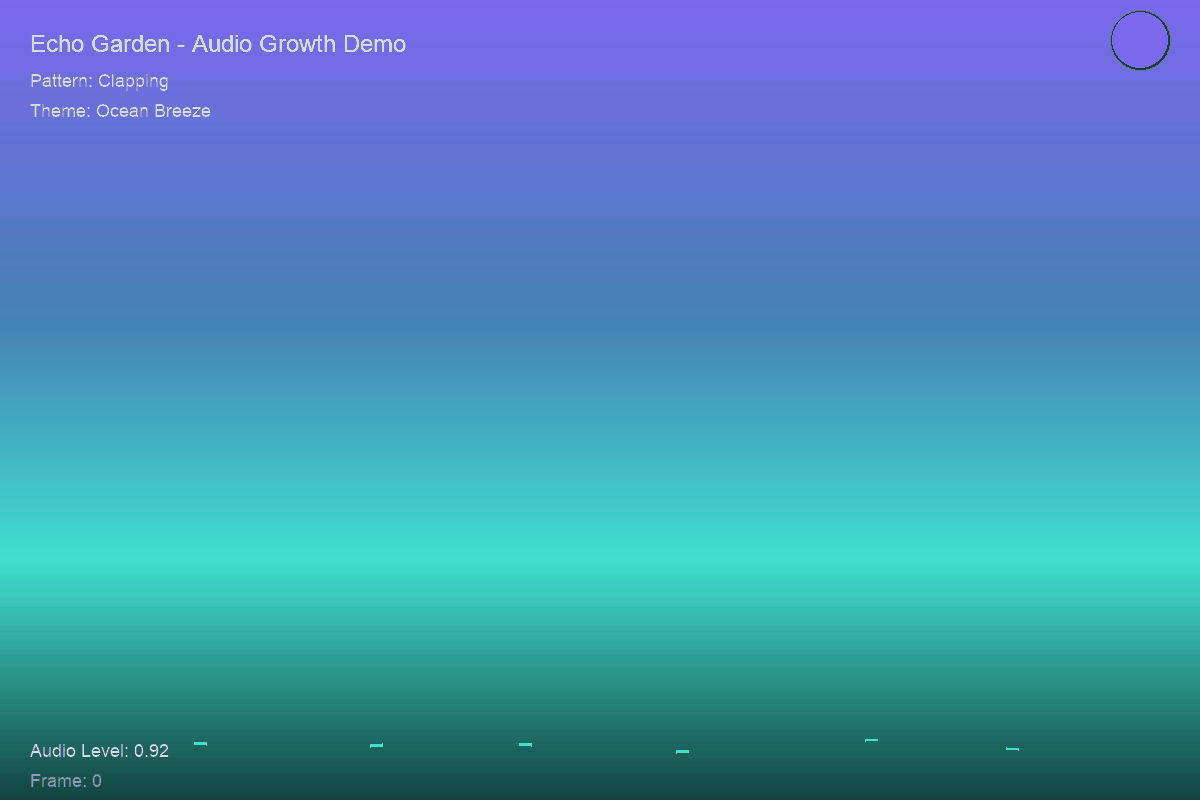 Echo Garden - Audio Growth Demo
Pattern: Clapping
Theme: Ocean Breeze
Audio Level: 0.92
Frame: 0